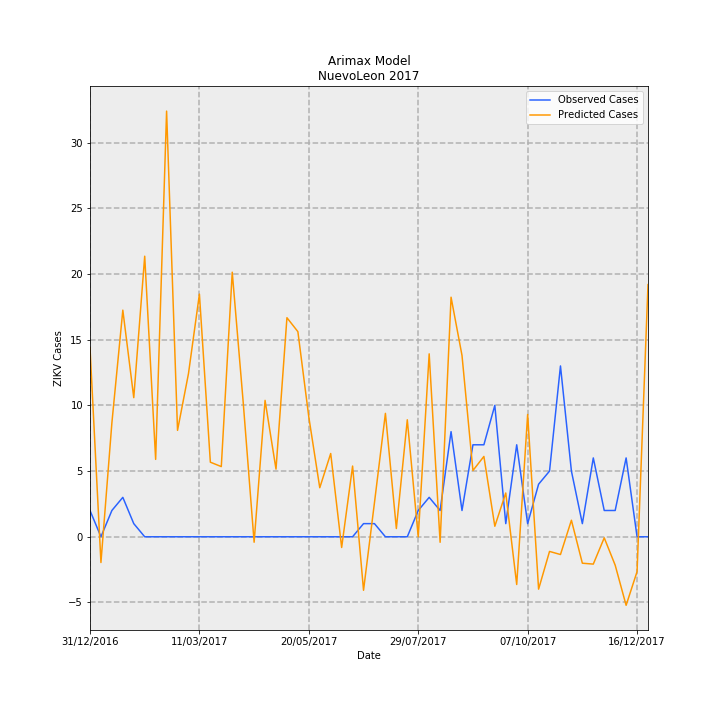 Arimax Model
NuevoLeon 2017
Observed Cases
Predicted Cases
ZIKV Cases
30
25
20
15
10
5
0
−5
31/12/2016
11/03/2017
20/05/2017
29/07/2017
07/10/2017
16/12/2017
Date